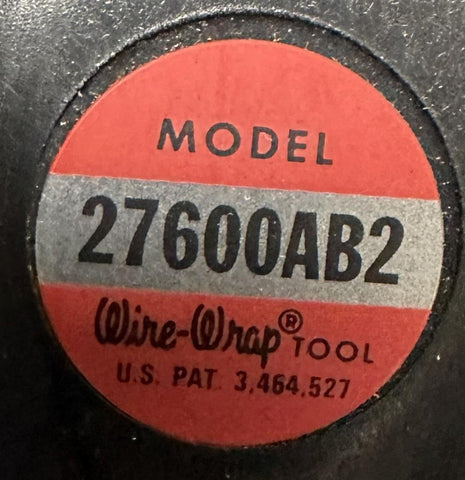 MODEL
27600AB2
Wire-Wrap® TOOL
U.S. PAT. 3,464,527